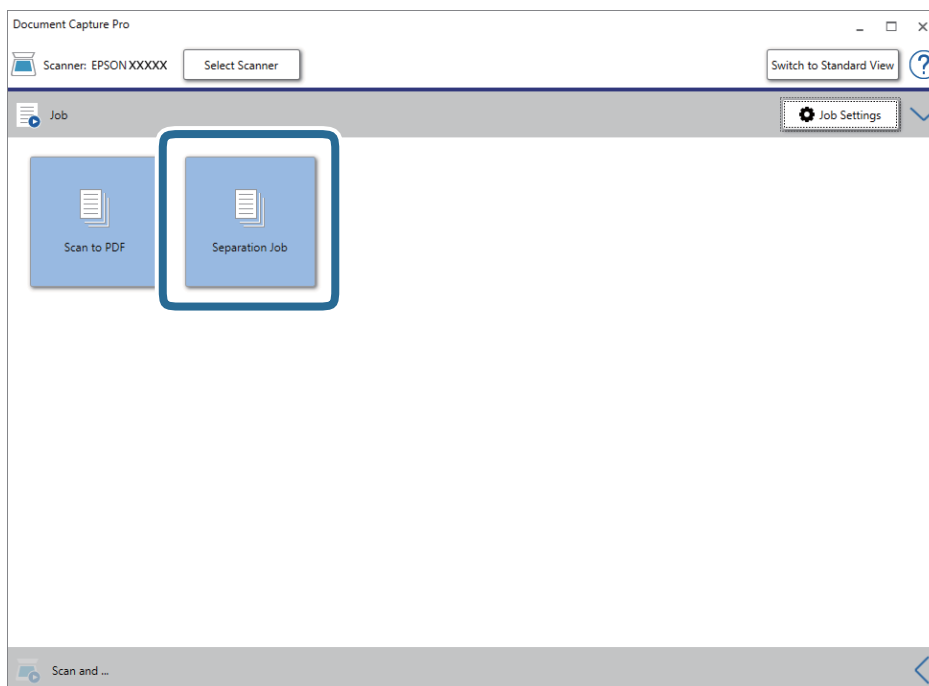 Document Capture Pro
Scanner: EPSON XXXXX
Select Scanner
Switch to Standard View
?
Job
Job Settings
Scan to PDF
Separation Job
Scan and ...